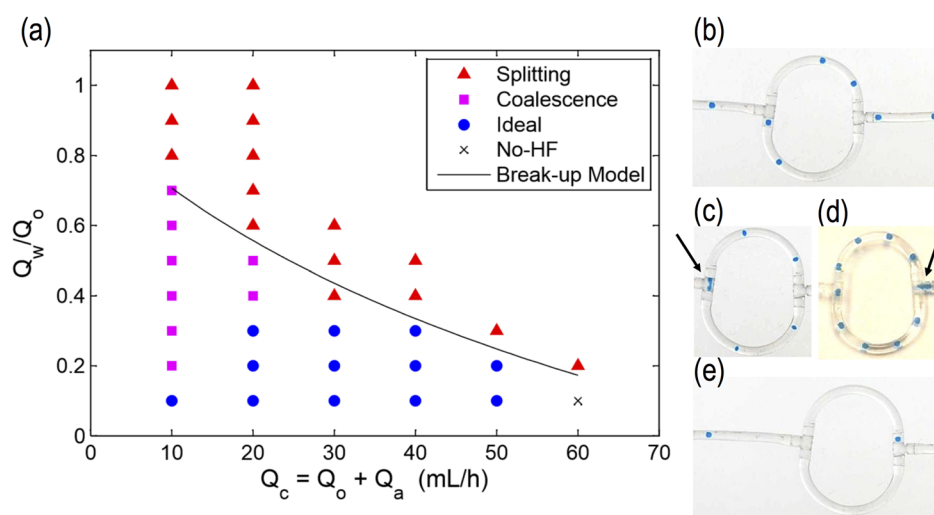 (a)
1
0.8
0.6
0.4
0.2
0
Q_w/Q_o
0 10 20 30 40 50 60 70
Q_c = Q_o + Q_a (mL/h)
Splitting
Coalescence
Ideal
No-HF
Break-up Model
(b)
(c) (d)
(e)